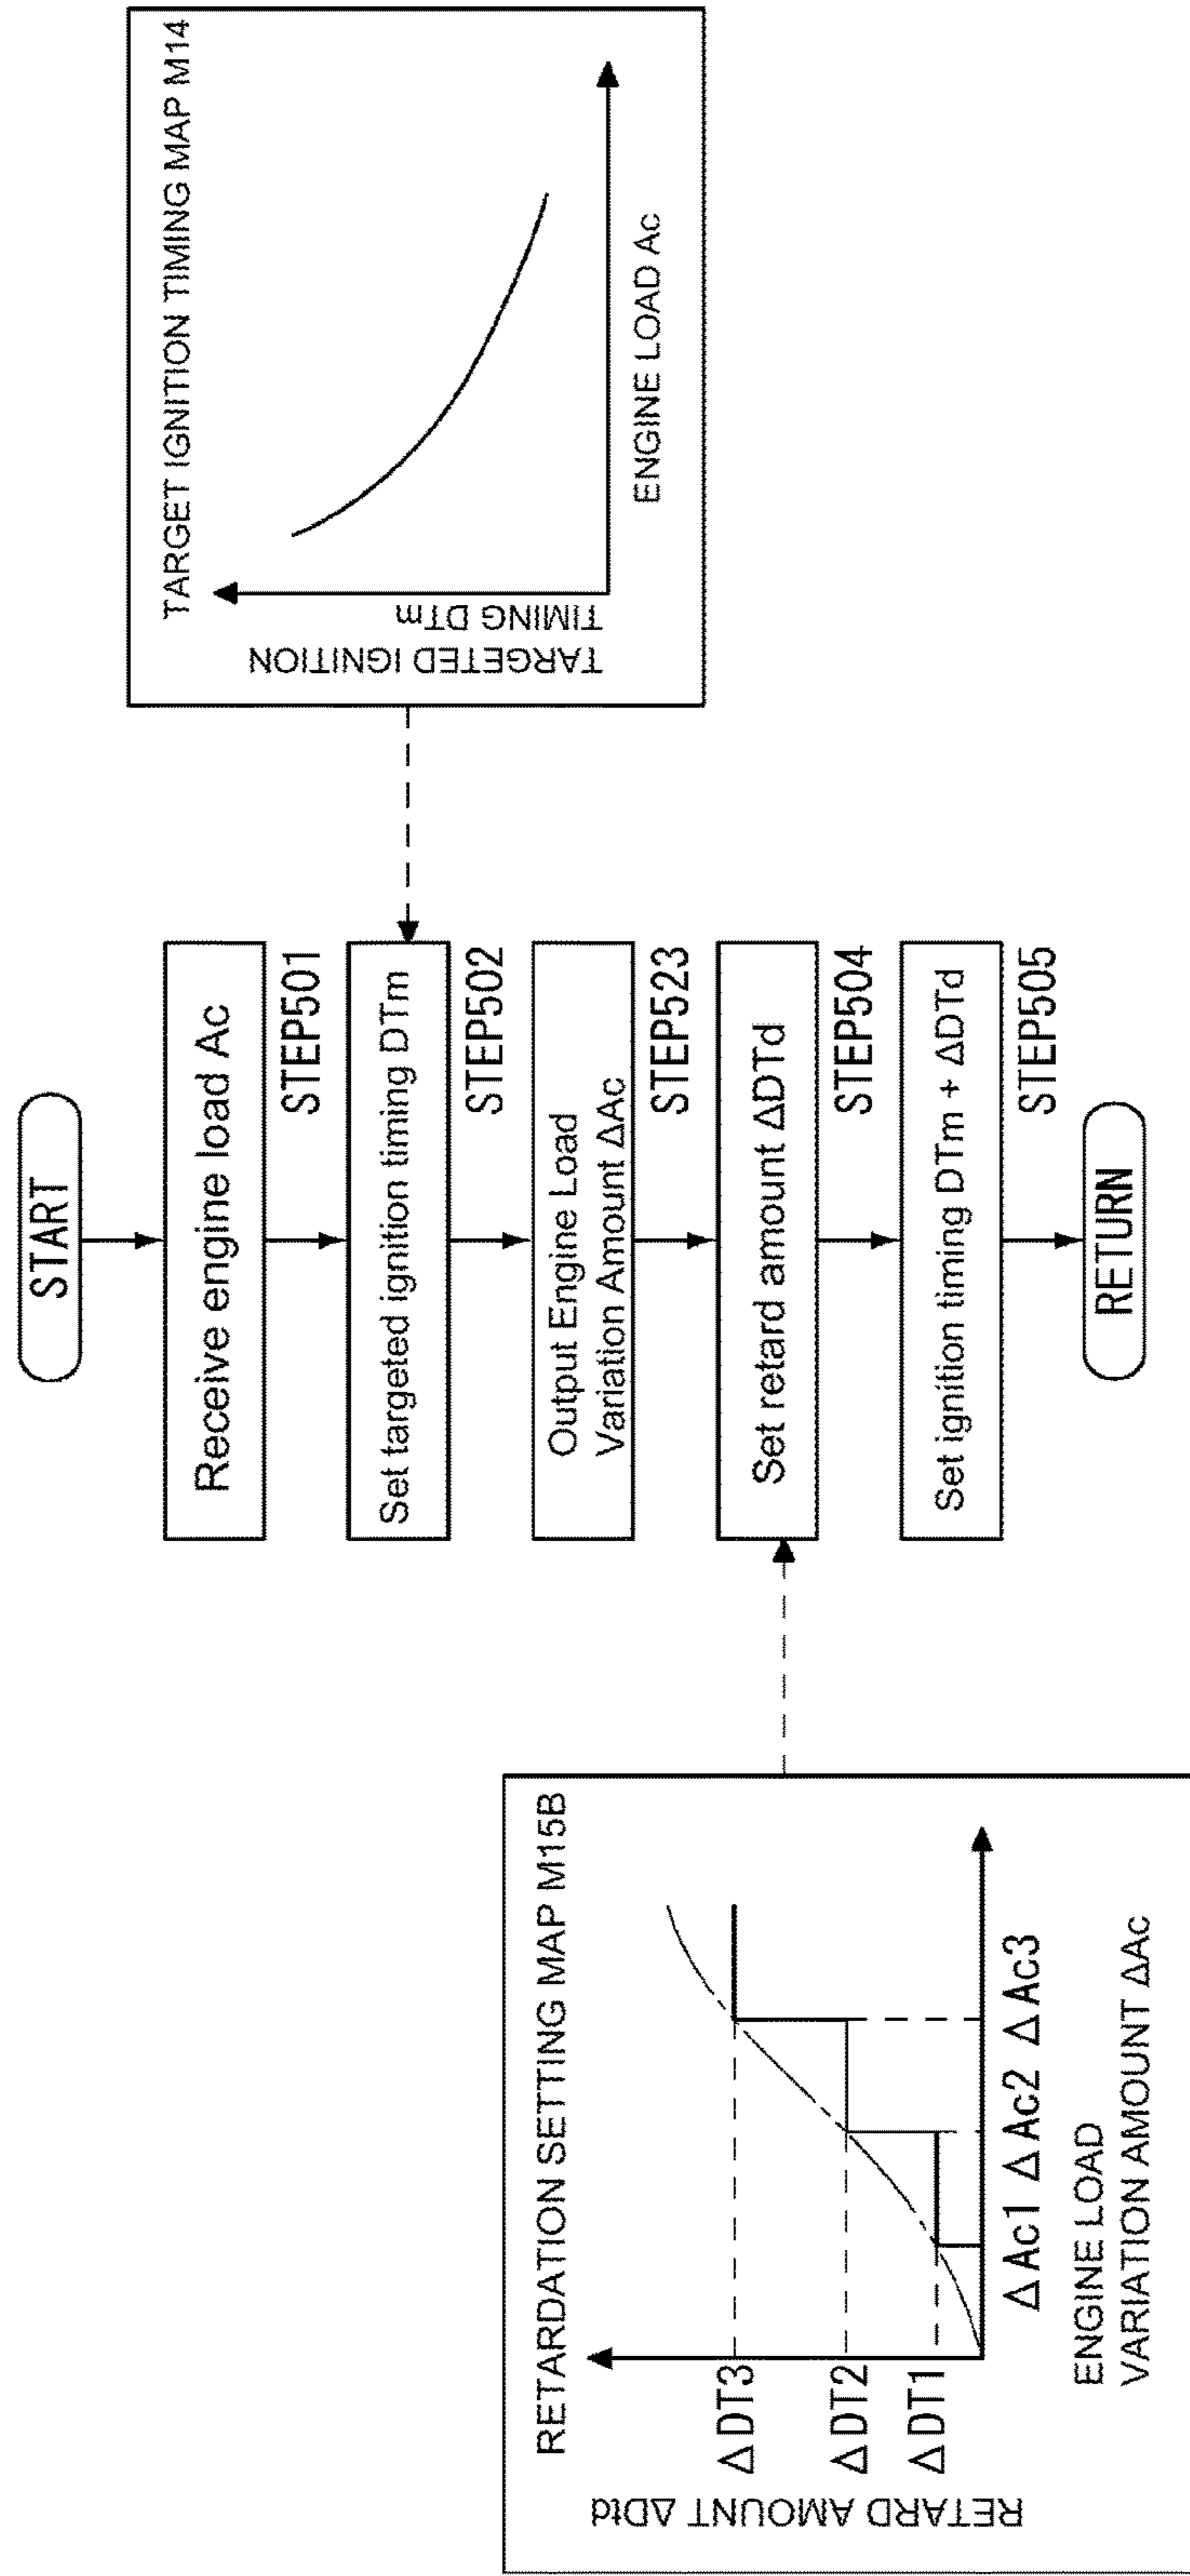 START
Receive engine load Ac
STEP501
Set targeted ignition timing DTm
STEP502
Output Engine Load
Variation Amount ΔAc
STEP523
Set retard amount ΔDTd
STEP504
Set ignition timing DTm + ΔDTd
STEP505
RETURN
TARGET IGNITION TIMING MAP M14
TARGETED IGNITION
TIMING DTm
ENGINE LOAD Ac
RETARDATION SETTING MAP M15B
RETARD AMOUNT ΔDtd
ΔDT3
ΔDT2
ΔDT1
ΔAc1 ΔAc2 ΔAc3
ENGINE LOAD
VARIATION AMOUNT ΔAc